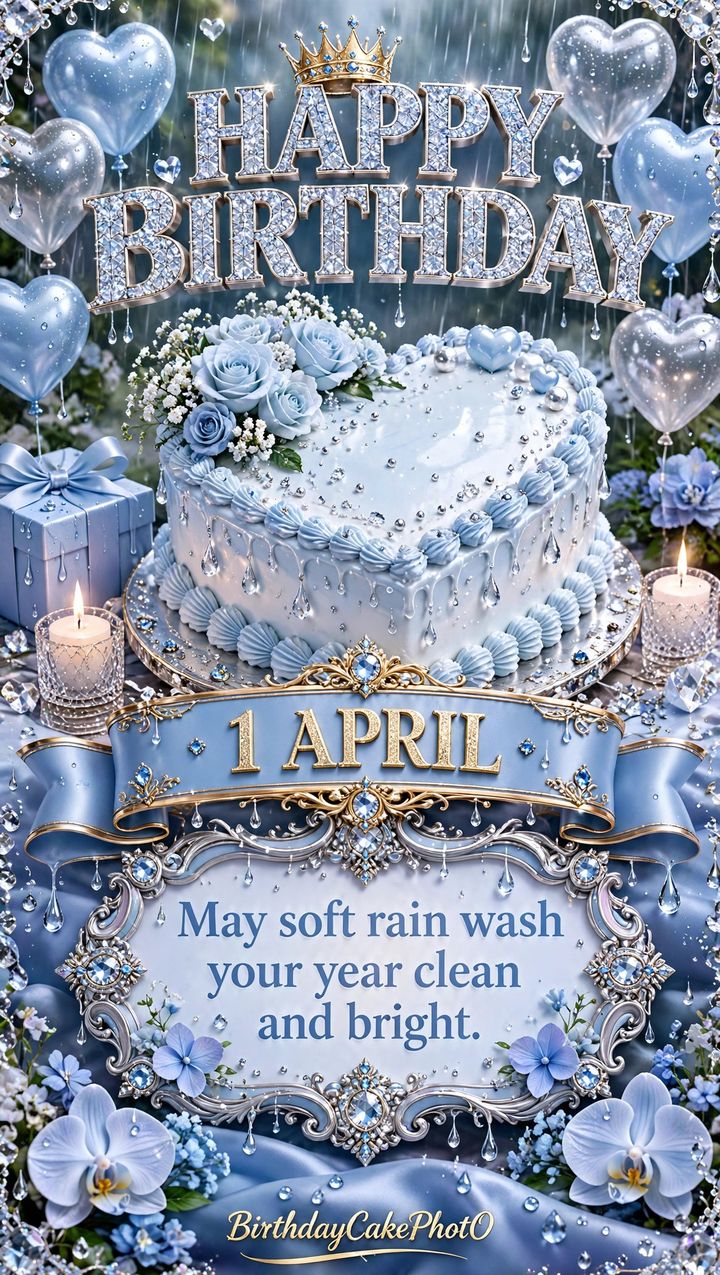 HAPPY
BIRTHDAY
1 APRIL
May soft rain wash
your year clean
and bright.
BirthdayCakePhotO